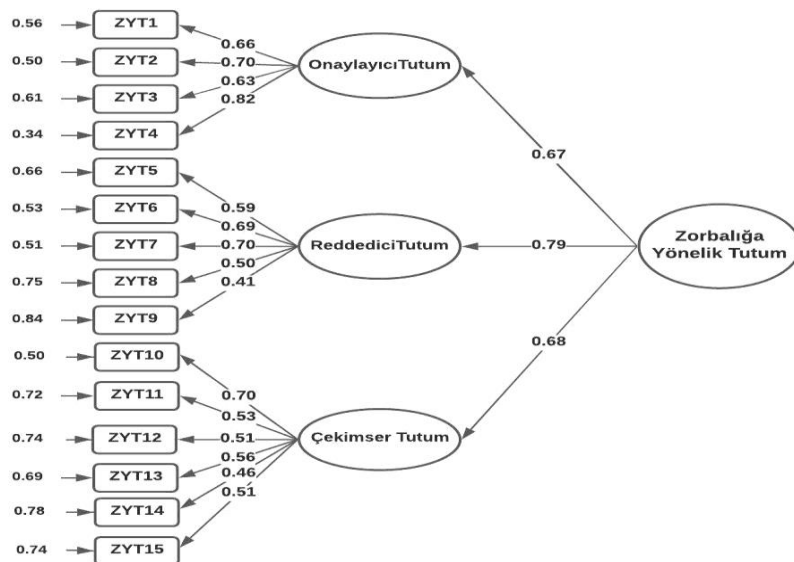 0.56 ZYT1
0.66
0.50 ZYT2
0.70
OnaylayıcıTutum
0.61 ZYT3
0.63
0.82
0.34 ZYT4
0.67
0.66 ZYT5
0.59
0.53 ZYT6
0.69
0.51 ZYT7
0.70
ReddediciTutum
0.79
Zorbalığa
Yönelik Tutum
0.50
0.75 ZYT8
0.41
0.84 ZYT9
0.68
0.50 ZYT10
0.70
0.72 ZYT11
0.53
0.74 ZYT12
0.51
Çekimser Tutum
0.56
0.69 ZYT13
0.46
0.51
0.78 ZYT14
0.74 ZYT15